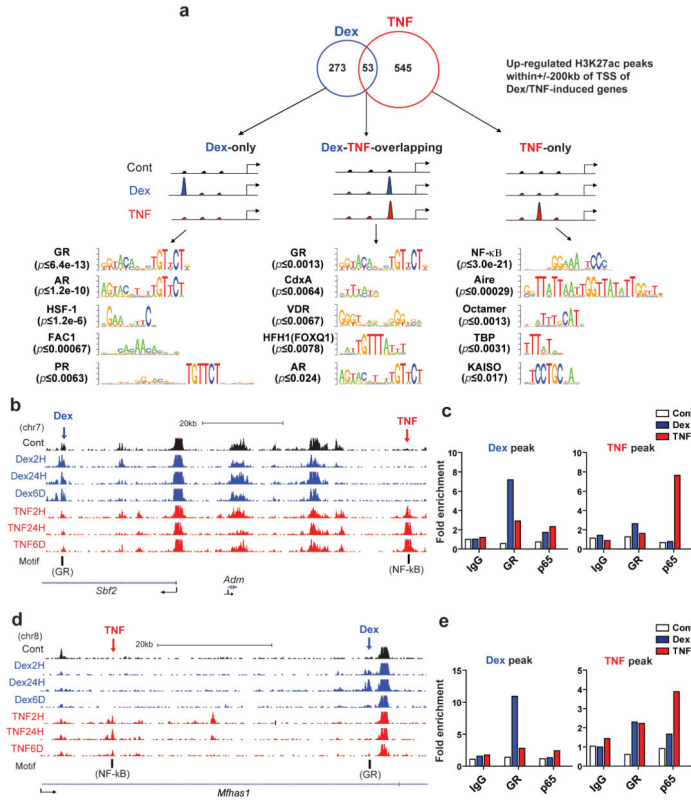 a
Dex
TNF
273
53
545
Up-regulated H3K27ac peaks
within+/-200kb of TSS of
Dex/TNF-induced genes
Dex-only
Dex-TNF-overlapping
TNF-only
Cont
Dex
TNF
GR
(p≤6.4e-13)
AR
(p≤1.2e-10)
HSF-1
(p≤1.2e-6)
FAC1
(p≤0.00067)
PR
(p≤0.0063)
GR
(p≤0.0013)
CdxA
(p≤0.0064)
VDR
(p≤0.0067)
HFH1(FOXQ1)
(p≤0.0078)
AR
(p≤0.024)
NF-κB
(p≤3.0e-21)
Aire
(p≤0.00029)
Octamer
(p≤0.0013)
TBP
(p≤0.0031)
KAISO
(p≤0.017)
b
Dex
TNF
(chr7)
20kb
Cont
Dex2H
Dex24H
Dex6D
TNF2H
TNF24H
TNF6D
Motif
(GR)
(NF-kB)
Sbf2
Adm
c
Cont
Dex
TNF
Dex peak
TNF peak
Fold enrichment
10
8
6
4
2
0
IgG
GR
p65
10
8
6
4
2
0
IgG
GR
p65
d
(chr8)
TNF
Dex
20kb
Cont
Dex2H
Dex24H
Dex6D
TNF2H
TNF24H
TNF6D
Motif
(NF-kB)
(GR)
Mfhas1
e
Cont
Dex
TNF
Dex peak
TNF peak
Fold enrichment
15
10
5
0
IgG
GR
p65
5
4
3
2
1
0
IgG
GR
p65